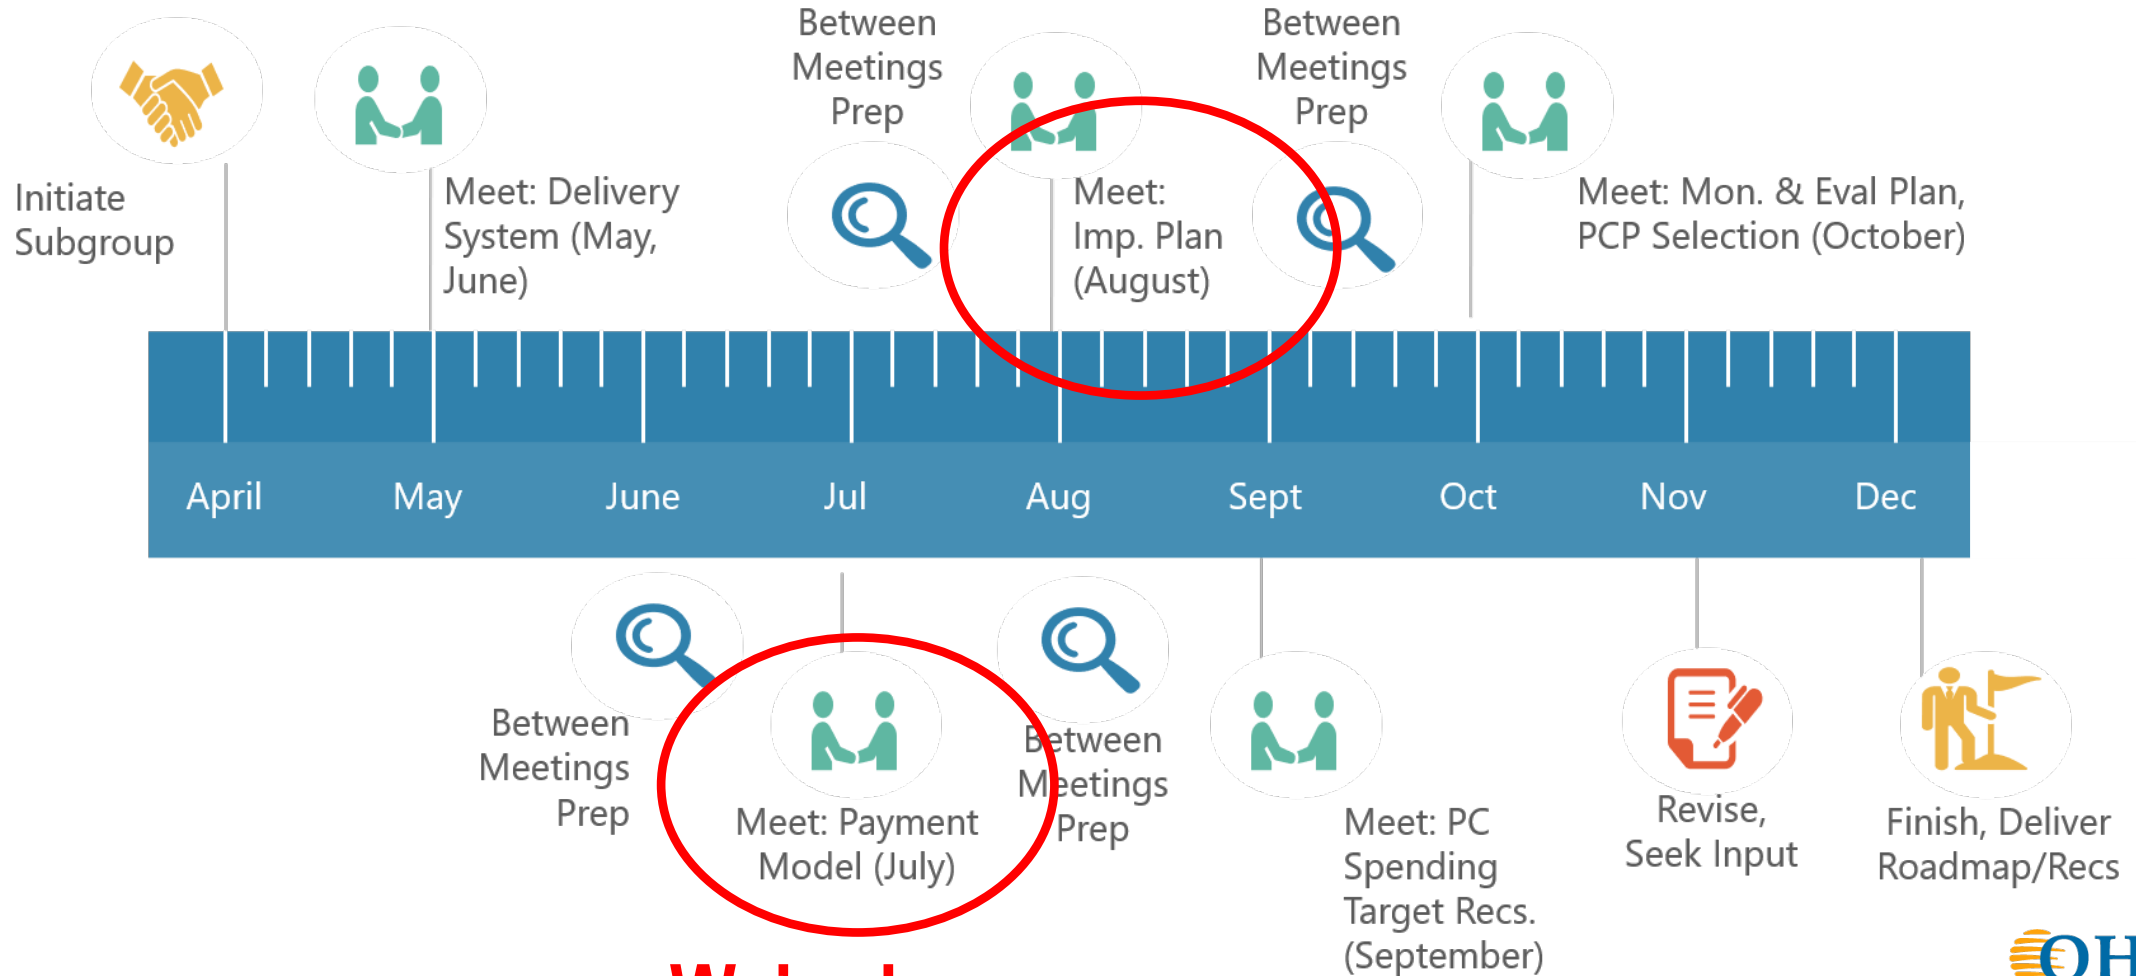 Initiate
Subgroup
Meet: Delivery
System (May,
June)
Between
Meetings
Prep
Meet:
Imp. Plan
(August)
Between
Meetings
Prep
Meet: Mon. & Eval Plan,
PCP Selection (October)
April
May
June
Jul
Aug
Sept
Oct
Nov
Dec
Between
Meetings
Prep
Meet: Payment
Model (July)
Between
Meetings
Prep
Meet: PC
Spending
Target Recs.
(September)
Revise,
Seek Input
Finish, Deliver
Roadmap/Recs